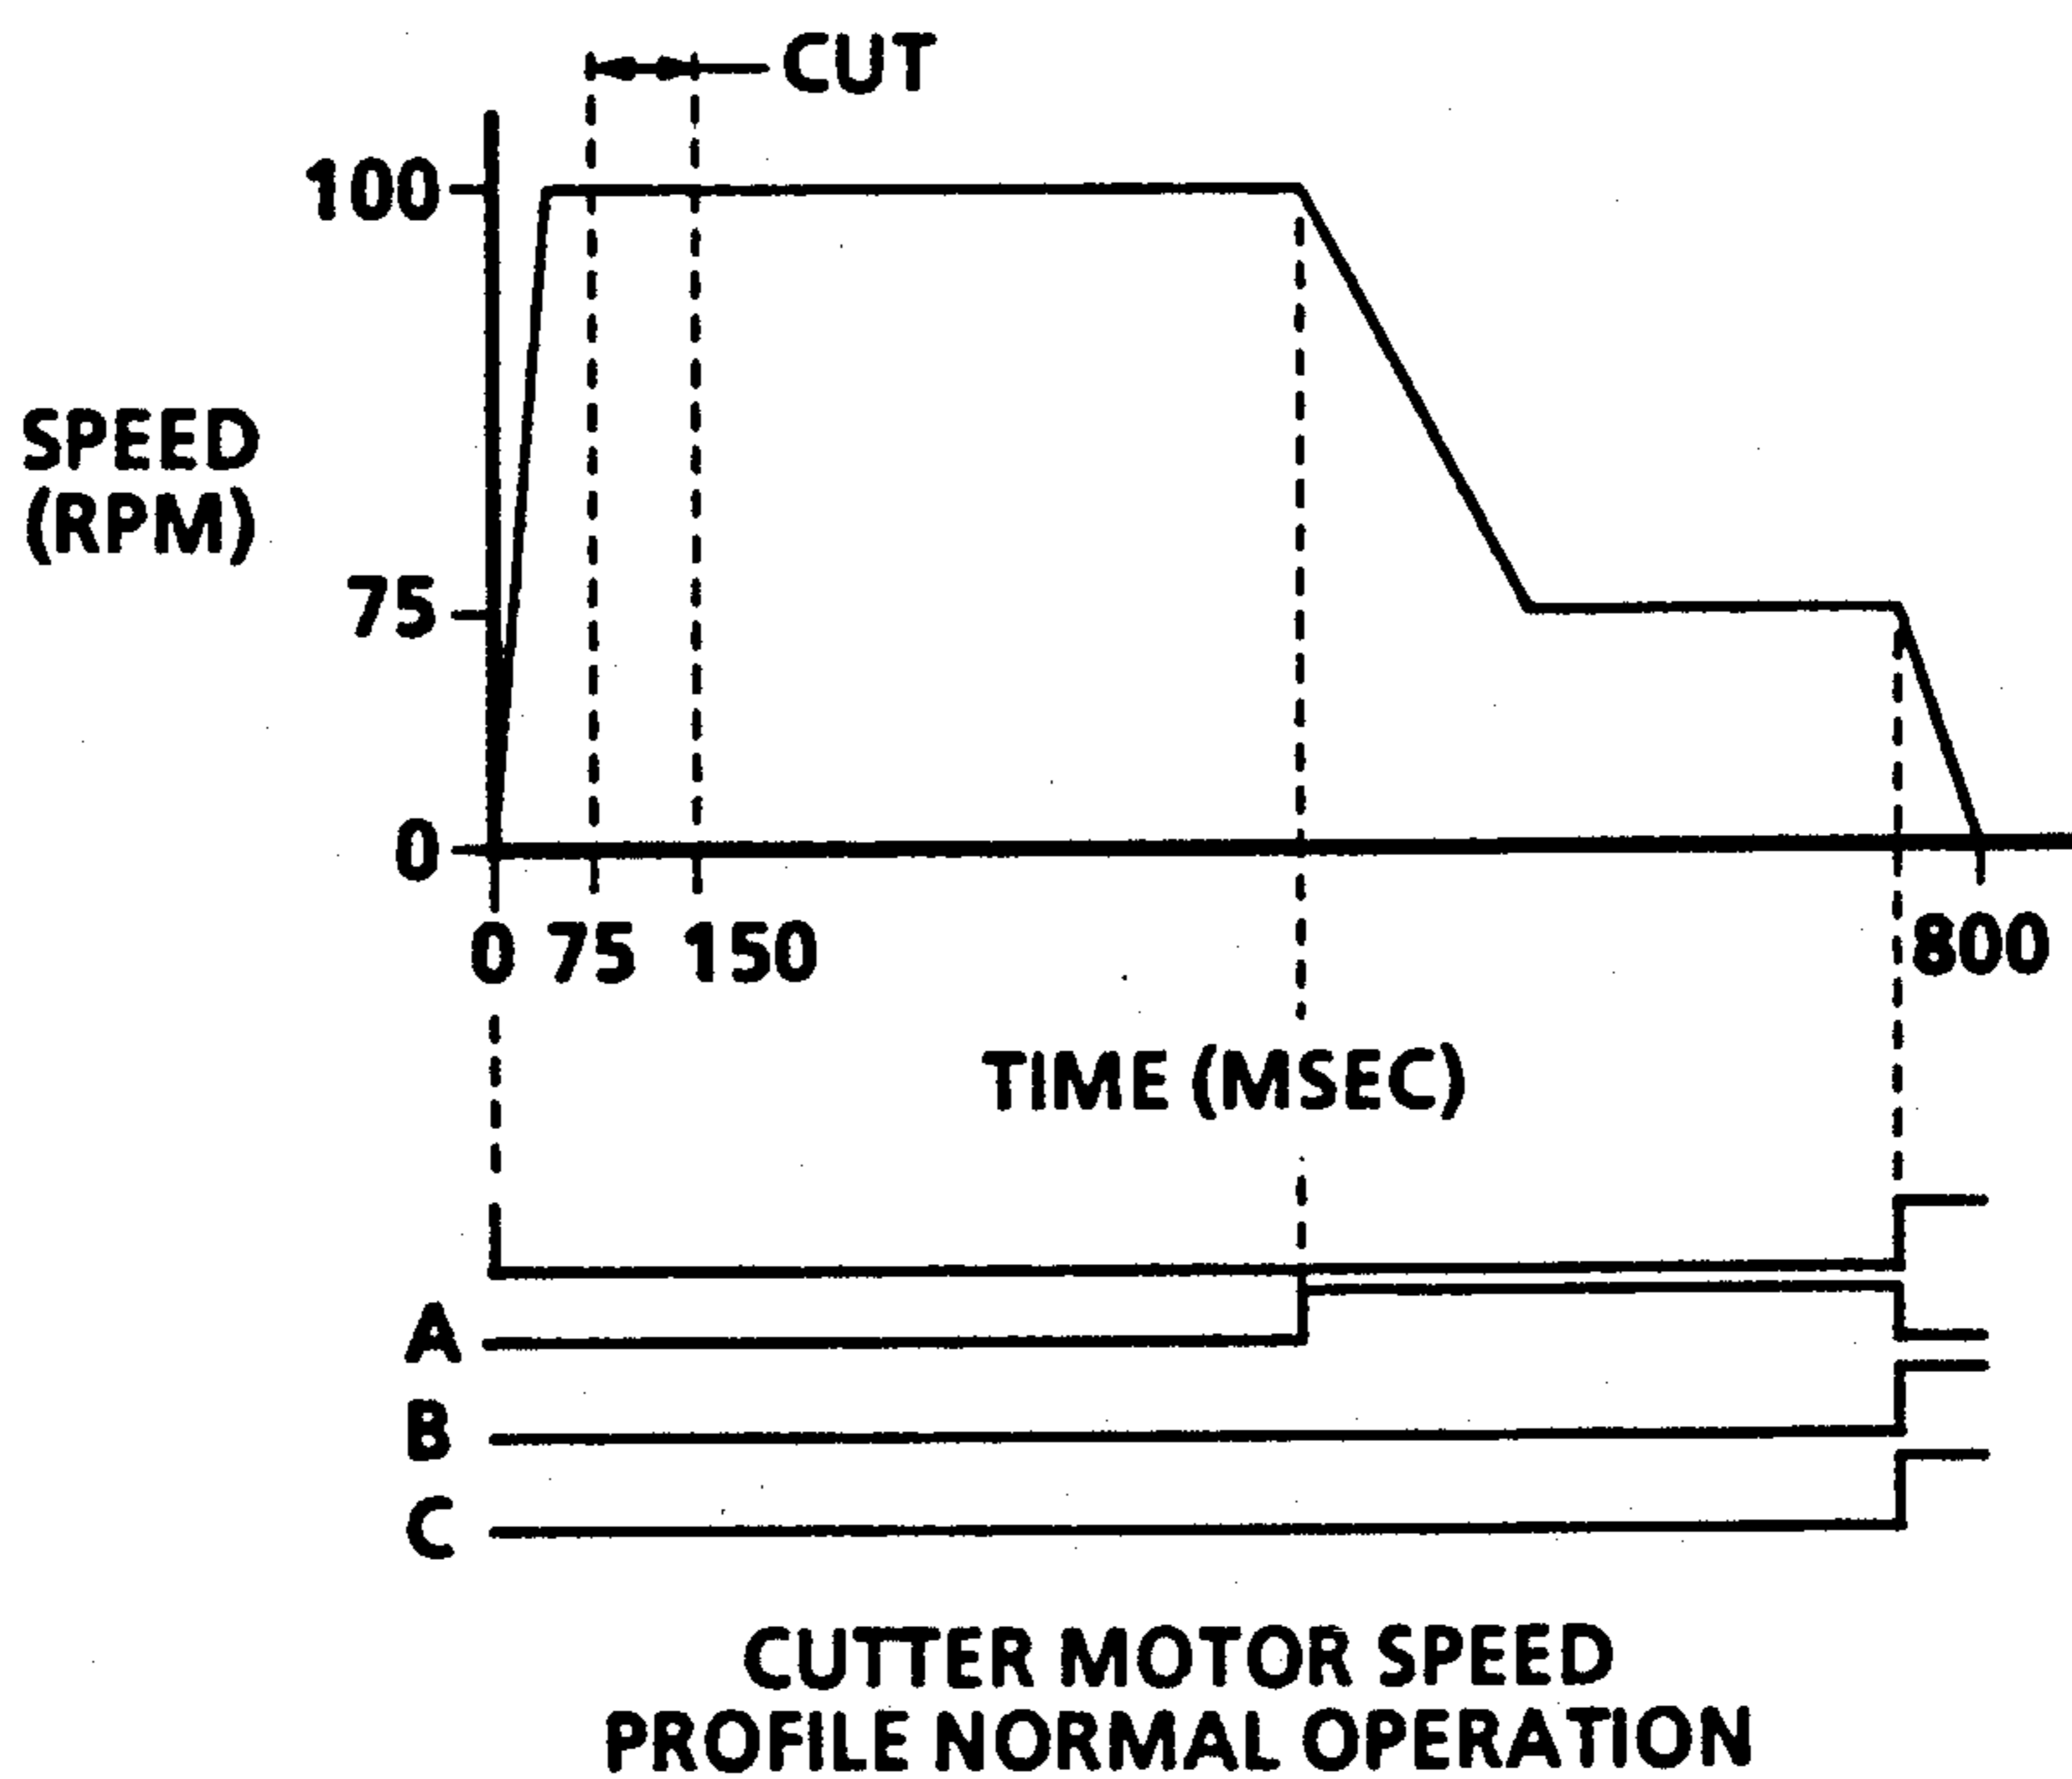 CUT
100
SPEED
(RPM)
75
0
0 75 150 800
TIME (MSEC)
A
B
C
CUTTER MOTOR SPEED
PROFILE NORMAL OPERATION